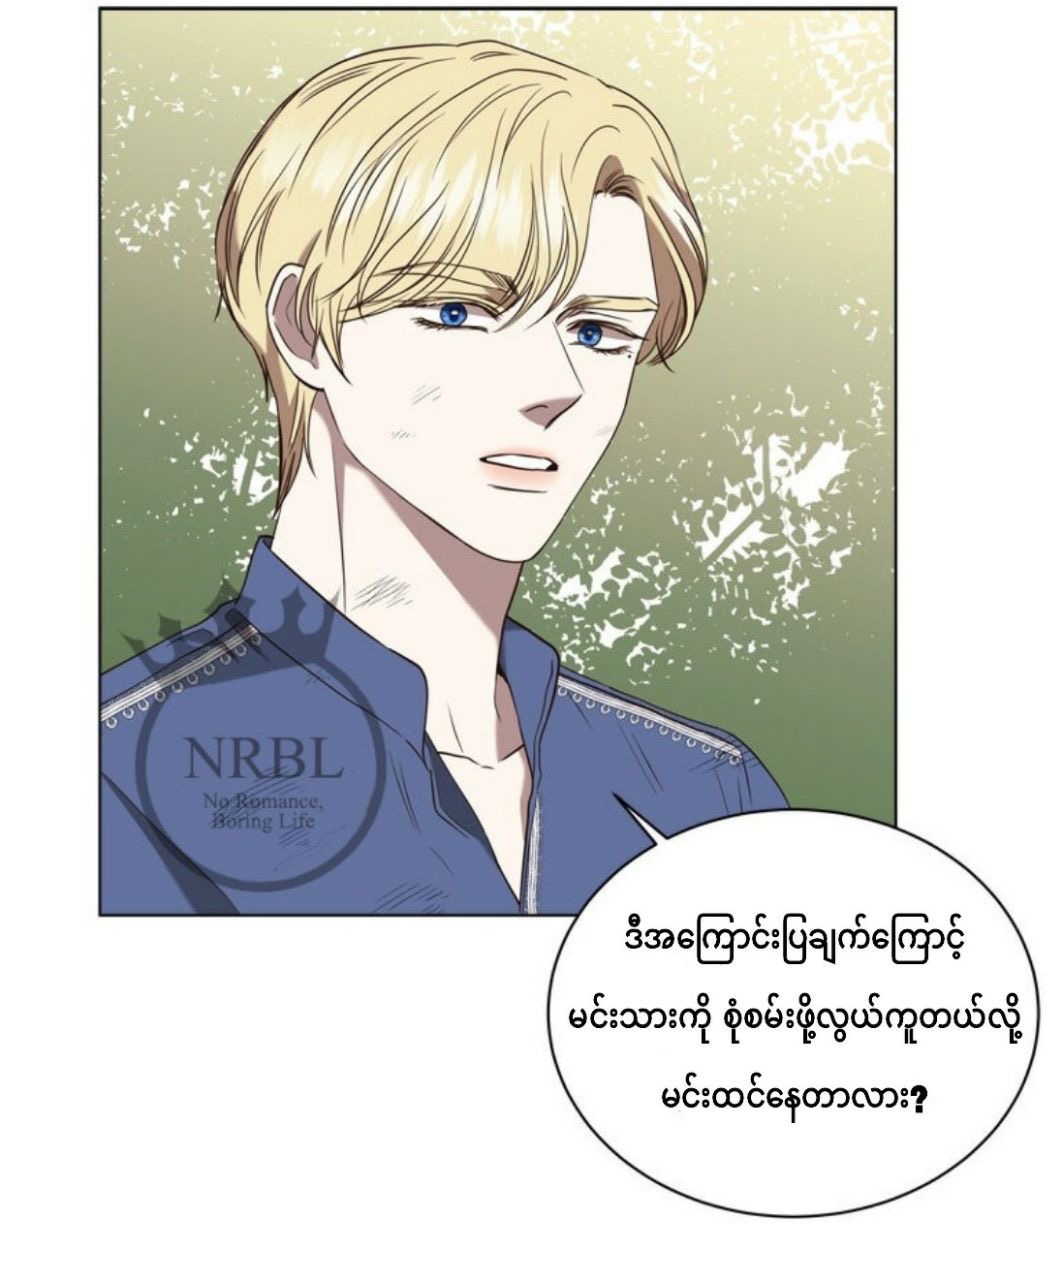 NRBL
No Romance,
Boring Life
ဒီအကြောင်းပြချက်ကြောင့်
မင်းသားကို စုံစမ်းဖို့လွယ်ကူတယ်လို့
မင်းထင်နေတာလား?